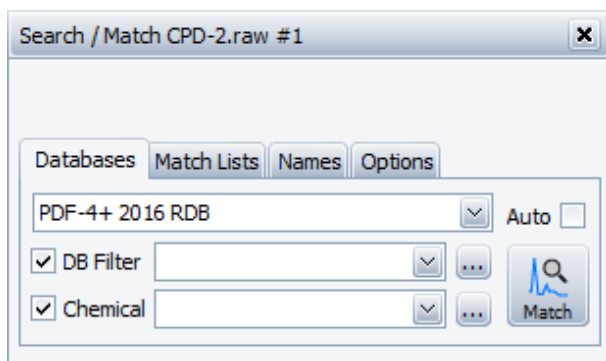 Search / Match CPD-2.raw #1
Databases Match Lists Names Options
PDF-4+ 2016 RDB Auto
DB Filter ...
Chemical ... Match